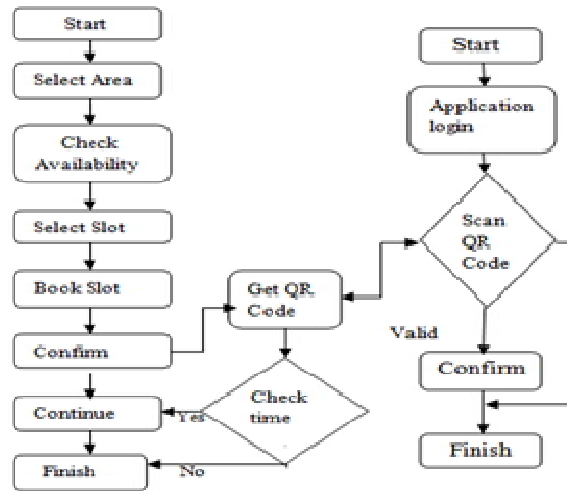 Start
Select Area
Check
Availability
Select Slot
Book Slot
Confirm
Continue
Finish
Get QR
Code
Check
time
Yes
No
Start
Application
login
Scan
QR
Code
Valid
Confirm
Finish